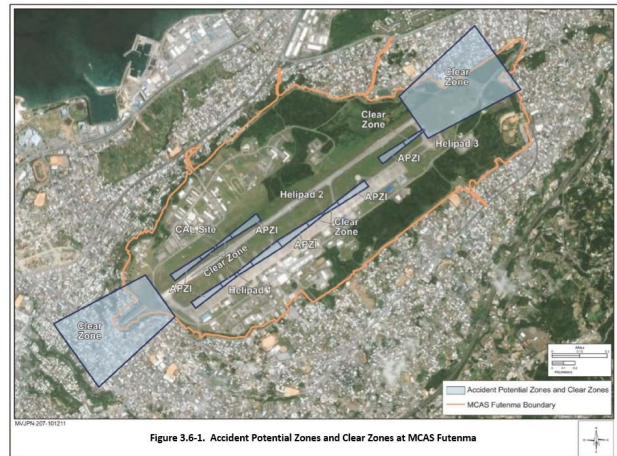 Clear
Zone
Clear
Zone
Helipad 3
APZI
Helipad 2
APZI
Clear
Zone
CAL Site
APZI
APZI
Clear Zone
APZI
Helipad 1
Clear
Zone
Accident Potential Zones and Clear Zones
MCAS Futenma Boundary
MVJPN-207-101211
Figure 3.6-1. Accident Potential Zones and Clear Zones at MCAS Futenma